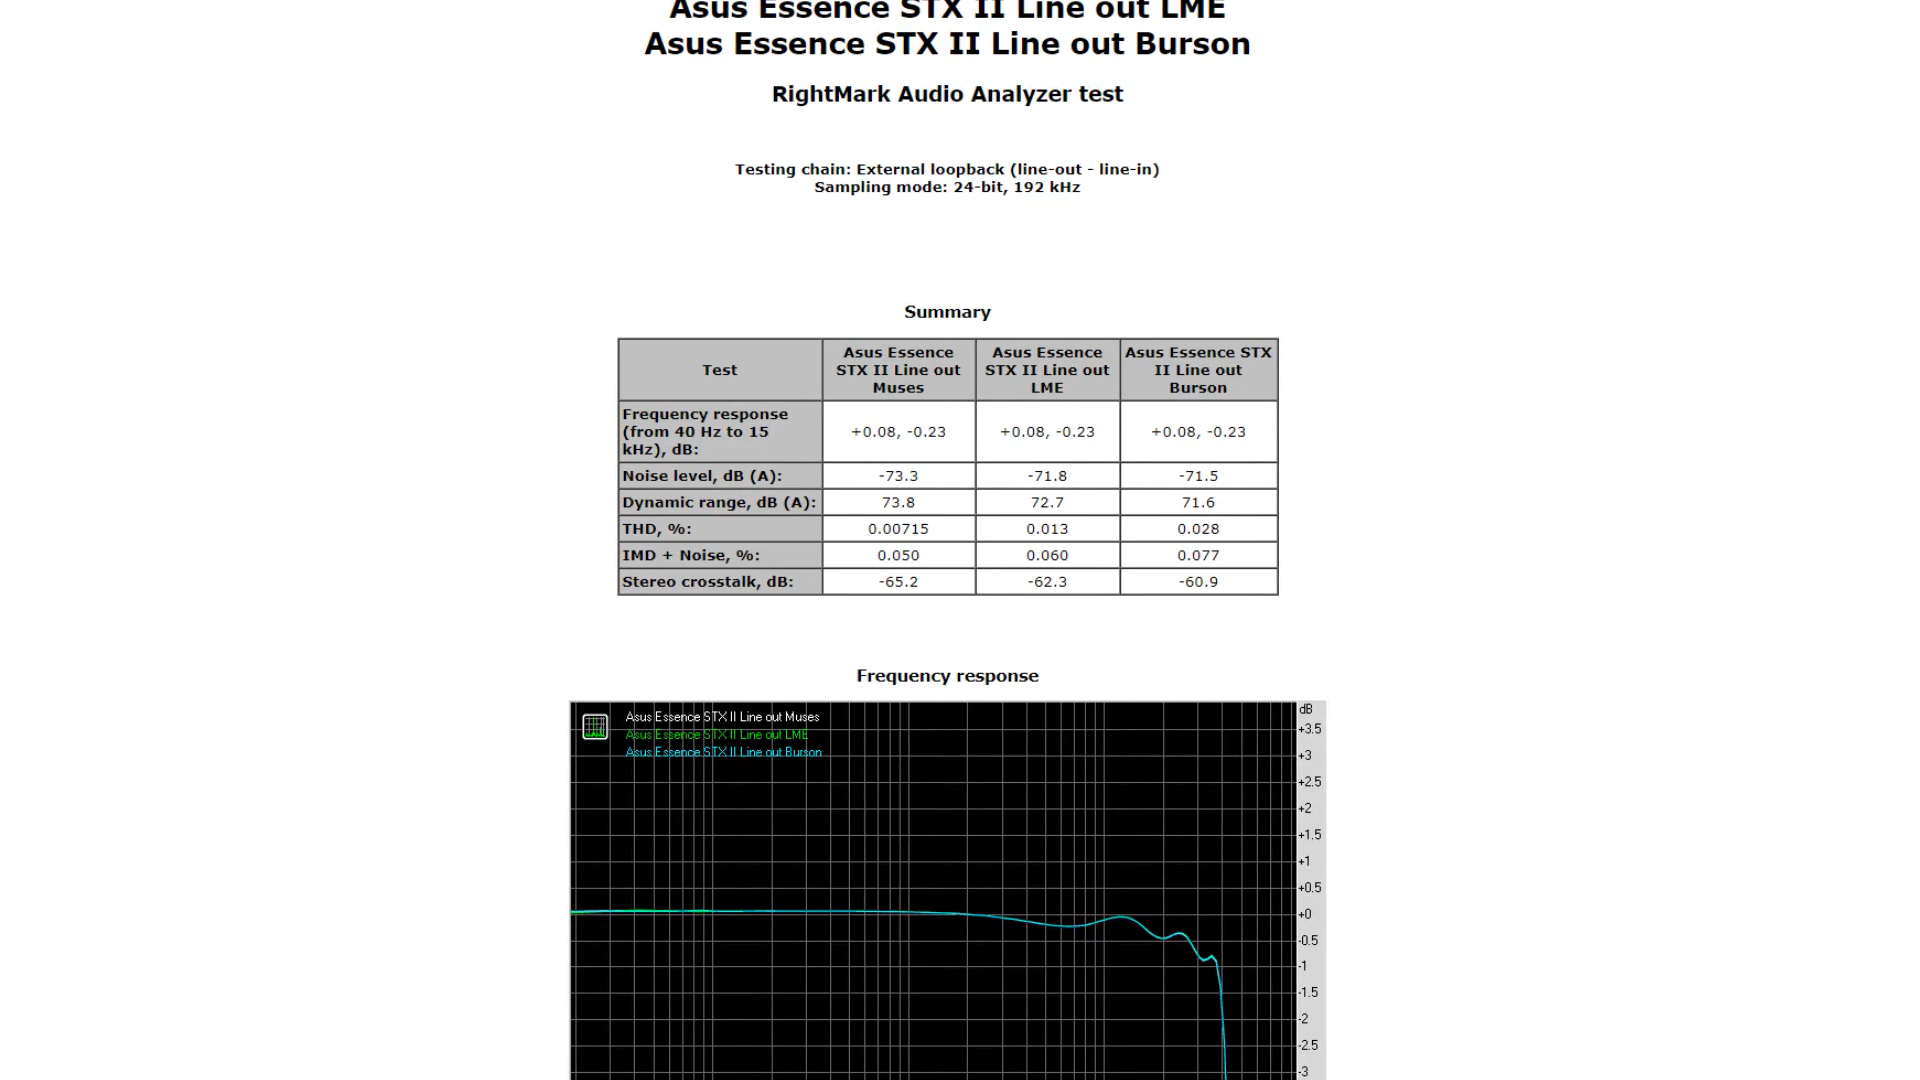 Asus Essence STX II Line out LME
Asus Essence STX II Line out Burson
RightMark Audio Analyzer test
Testing chain: External loopback (line-out - line-in)
Sampling mode: 24-bit, 192 kHz
Summary
Test
Asus Essence
STX II Line out
Muses
Asus Essence
STX II Line out
LME
Asus Essence STX
II Line out
Burson
Frequency response
(from 40 Hz to 15
kHz), dB:
+0.08, -0.23
+0.08, -0.23
+0.08, -0.23
Noise level, dB (A):
-73.3
-71.8
-71.5
Dynamic range, dB (A):
73.8
72.7
71.6
THD, %:
0.00715
0.013
0.028
IMD + Noise, %:
0.050
0.060
0.077
Stereo crosstalk, dB:
-65.2
-62.3
-60.9
Frequency response
Asus Essence STX II Line out Muses
Asus Essence STX II Line out LME
Asus Essence STX II Line out Burson
dB
+3.5
+3
+2.5
+2
+1.5
+1
+0.5
+0
-0.5
-1
-1.5
-2
-2.5
-3